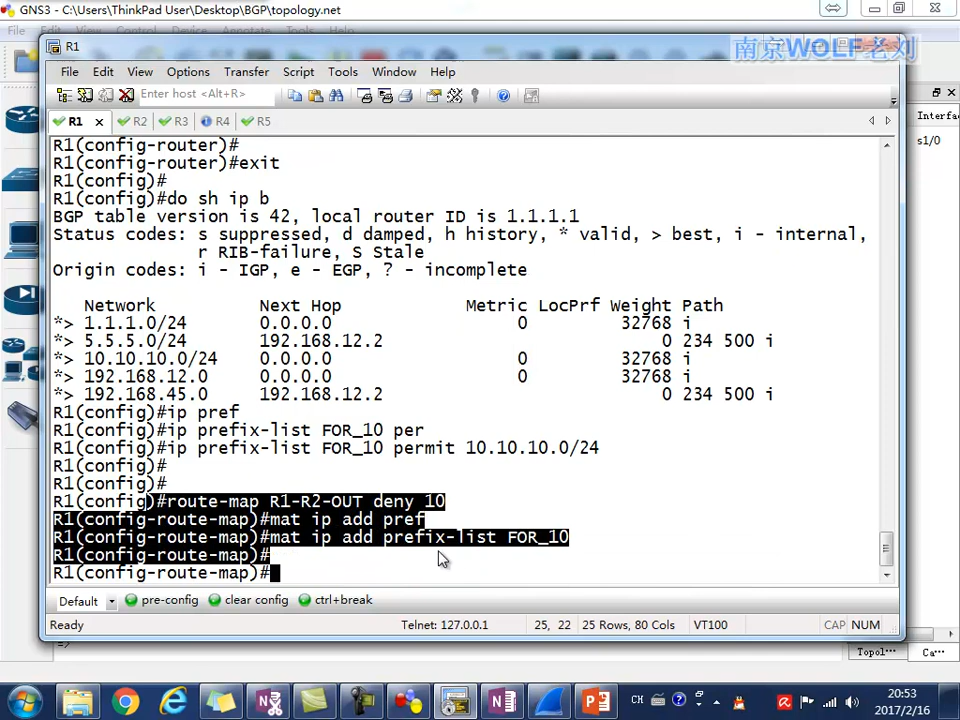 GNS3 - C:\Users\ThinkPad User\Desktop\BGP\topology.net
File Edit View Control Device Annotate Tools Help
R1
南京WOLF老刘
File Edit View Options Transfer Script Tools Window Help
Enter host <Alt+R>
R1 R2 R3 R4 R5
Interfa
s1/0
R1(config-router)#
R1(config-router)#exit
R1(config)#
R1(config)#do sh ip b
BGP table version is 42, local router ID is 1.1.1.1
Status codes: s suppressed, d damped, h history, * valid, > best, i - internal,
r RIB-failure, S Stale
Origin codes: i - IGP, e - EGP, ? - incomplete
Network Next Hop Metric LocPrf Weight Path
*> 1.1.1.0/24 0.0.0.0 0 32768 i
*> 5.5.5.0/24 192.168.12.2 0 234 500 i
*> 10.10.10.0/24 0.0.0.0 0 32768 i
*> 192.168.12.0 0.0.0.0 0 32768 i
*> 192.168.45.0 192.168.12.2 0 234 500 i
R1(config)#ip pref
R1(config)#ip prefix-list FOR_10 per
R1(config)#ip prefix-list FOR_10 permit 10.10.10.0/24
R1(config)#
R1(config)#
R1(config)#route-map R1-R2-OUT deny 10
R1(config-route-map)#mat ip add pref
R1(config-route-map)#mat ip add prefix-list FOR_10
R1(config-route-map)#
R1(config-route-map)#
Default pre-config clear config ctrl+break
Ready Telnet: 127.0.0.1 25, 22 25 Rows, 80 Cols VT100 CAP NUM
=>
Topol··· Ca···
CH
20:53
2017/2/16